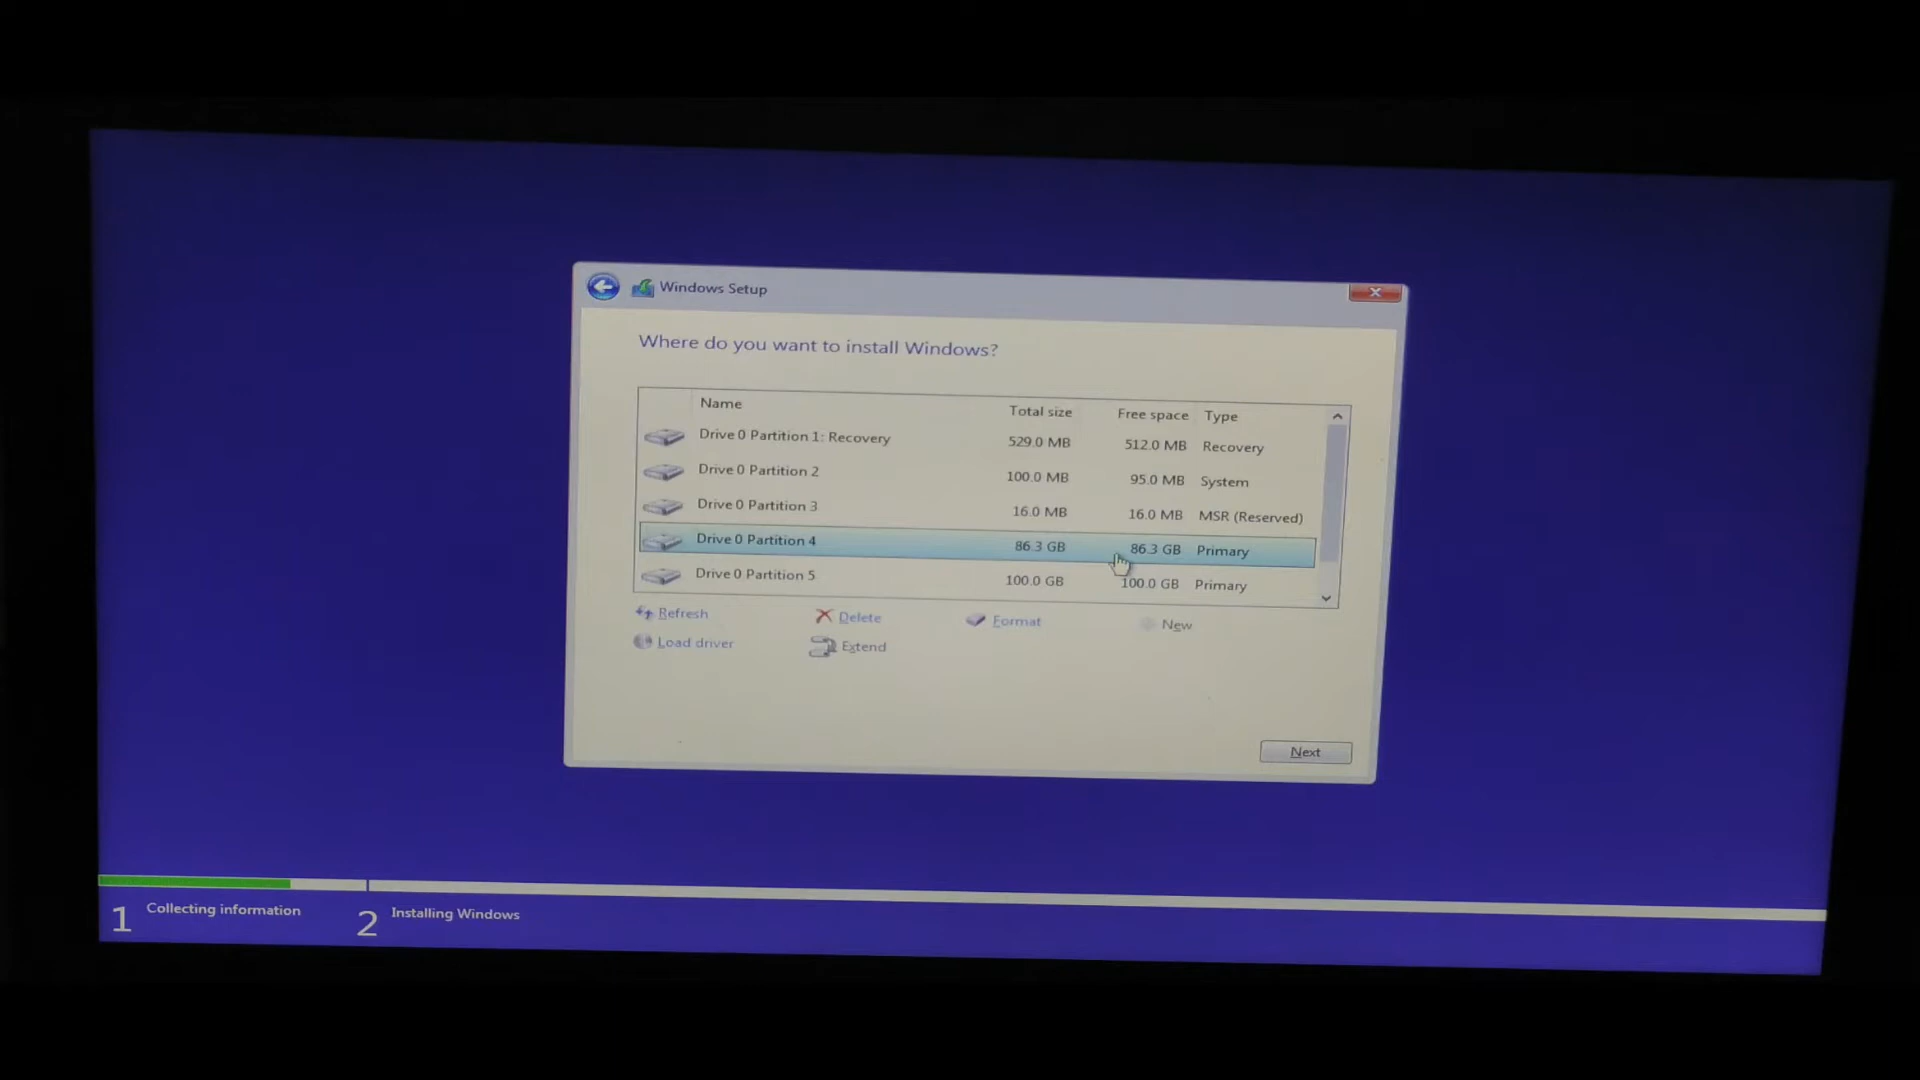 Windows Setup
Where do you want to install Windows?
Name Total size Free space Type
Drive 0 Partition 1: Recovery 529.0 MB 512.0 MB Recovery
Drive 0 Partition 2 100.0 MB 95.0 MB System
Drive 0 Partition 3 16.0 MB 16.0 MB MSR (Reserved)
Drive 0 Partition 4 86.3 GB 86.3 GB Primary
Drive 0 Partition 5 100.0 GB 100.0 GB Primary
Refresh Delete Format New
Load driver Extend
Next
1 Collecting information 2 Installing Windows